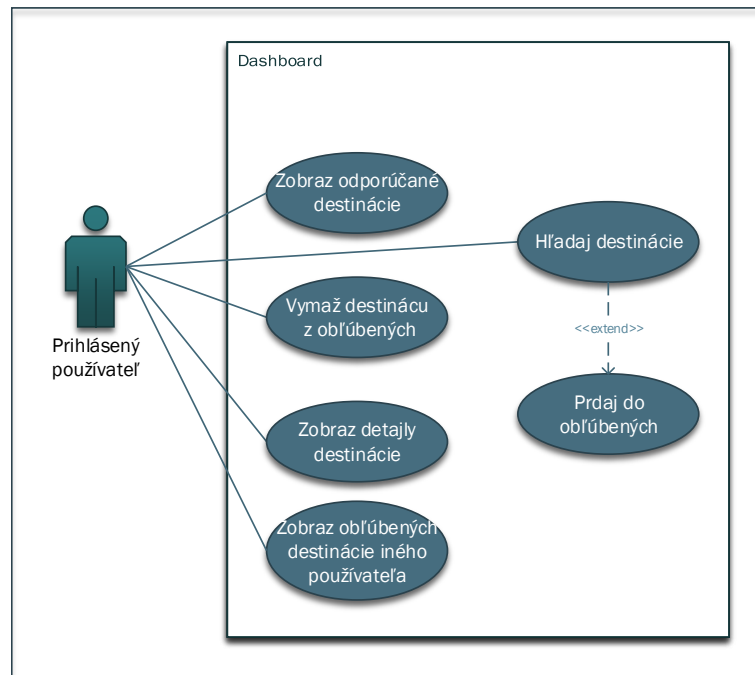 Dashboard
Zobraz odporúčané
destinácie
Hľadaj destinácie
Vymaž destinácu
z obľúbených
<<extend>>
Prihlásený
používateľ
Prdaj do
obľúbených
Zobraz detajly
destinácie
Zobraz obľúbených
destinácie iného
používateľa